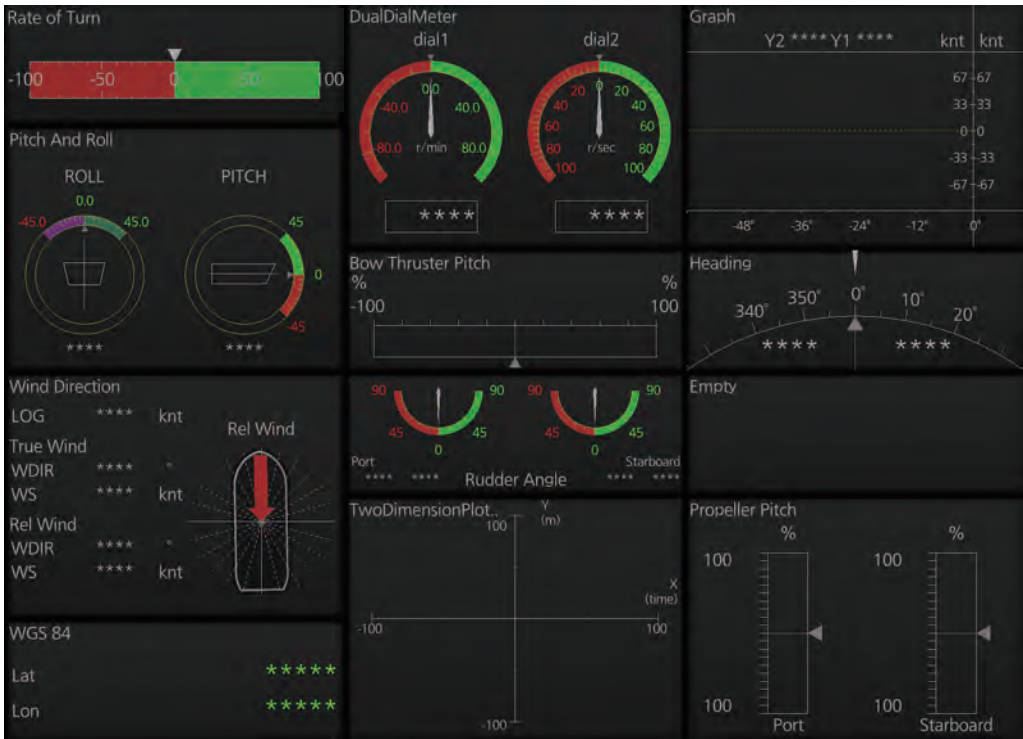 Rate of Turn
-100 -50 0 50 100
Pitch And Roll
ROLL PITCH
0.0
-45.0 45.0
45
0
-45
**** ****
Wind Direction
LOG **** knt
True Wind
WDIR **** °
WS **** knt
Rel Wind
WDIR **** °
WS **** knt
Rel Wind
WGS 84
Lat *****
Lon *****
DualDialMeter
dial1 dial2
0.0
-40.0 40.0
-80.0 80.0
r/min
****
0
20 20
40 40
60 60
80 80
100 100
r/sec
****
Bow Thruster Pitch
% %
-100 100
90 90 90 90
45 45 45 45
0 0
Port Starboard
**** **** Rudder Angle **** ****
TwoDimensionPlot..
Y
(m)
100
X
(time)
-100 100
-100
Graph
Y2 **** Y1 **** knt knt
67 67
33 33
0 0
-33 -33
-67 -67
-48" -36" -24" -12" 0"
Heading
340° 350° 0° 10° 20°
**** ****
Empty
Propeller Pitch
% %
100 100
100 100
Port Starboard